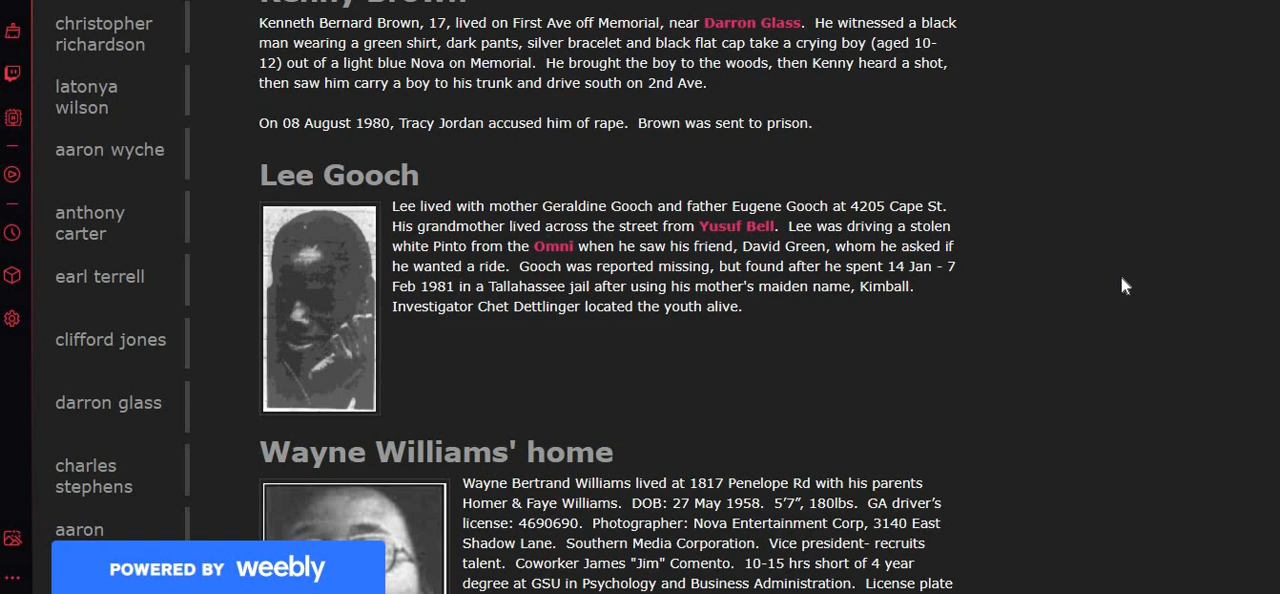 christopher
richardson
latonya
wilson
aaron wyche
anthony
carter
earl terrell
clifford jones
darron glass
charles
stephens
aaron
POWERED BY weebly
Kenneth Bernard Brown, 17, lived on First Ave off Memorial, near Darron Glass.  He witnessed a black
man wearing a green shirt, dark pants, silver bracelet and black flat cap take a crying boy (aged 10-
12) out of a light blue Nova on Memorial.  He brought the boy to the woods, then Kenny heard a shot,
then saw him carry a boy to his trunk and drive south on 2nd Ave.
On 08 August 1980, Tracy Jordan accused him of rape.  Brown was sent to prison.
Lee Gooch
Lee lived with mother Geraldine Gooch and father Eugene Gooch at 4205 Cape St.
His grandmother lived across the street from Yusuf Bell.  Lee was driving a stolen
white Pinto from the Omni when he saw his friend, David Green, whom he asked if
he wanted a ride.  Gooch was reported missing, but found after he spent 14 Jan - 7
Feb 1981 in a Tallahassee jail after using his mother's maiden name, Kimball.
Investigator Chet Dettlinger located the youth alive.
Wayne Williams' home
Wayne Bertrand Williams lived at 1817 Penelope Rd with his parents
Homer & Faye Williams.  DOB: 27 May 1958.  5'7", 180lbs.  GA driver's
license: 4690690.  Photographer: Nova Entertainment Corp, 3140 East
Shadow Lane.  Southern Media Corporation.  Vice president- recruits
talent.  Coworker James "Jim" Comento.  10-15 hrs short of 4 year
degree at GSU in Psychology and Business Administration.  License plate